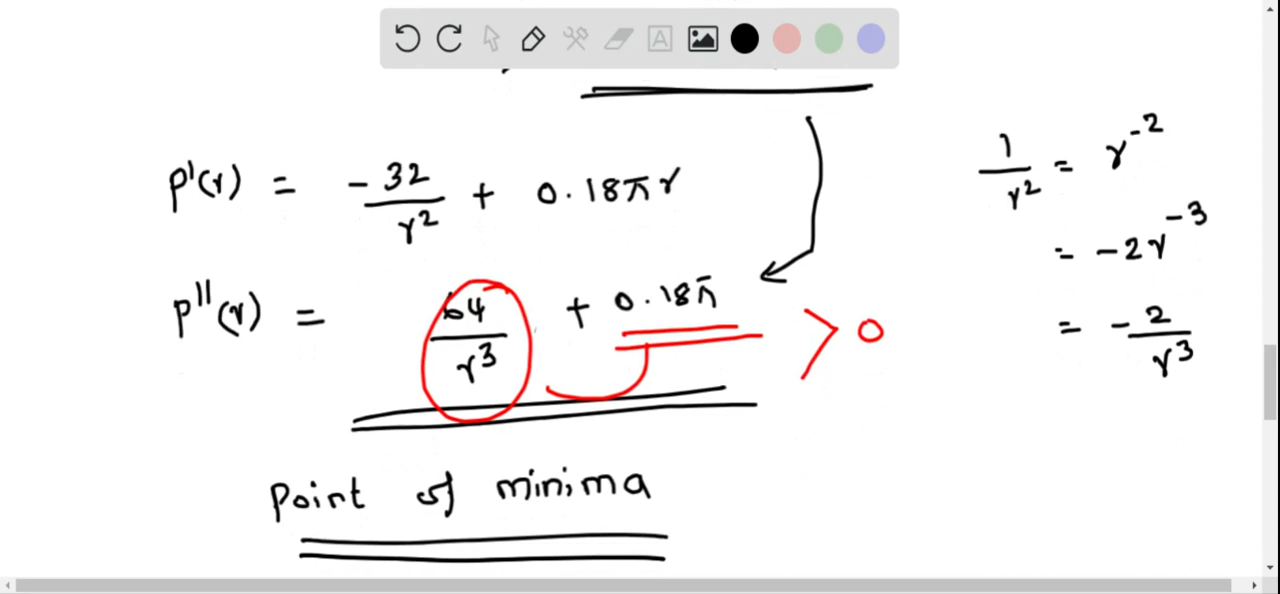 p'(r) = -32/r² + 0.18πr
p''(r) = 64/r³ + 0.18π > 0
Point of minima
1/r² = r⁻²
= -2r⁻³
= -2/r³
A